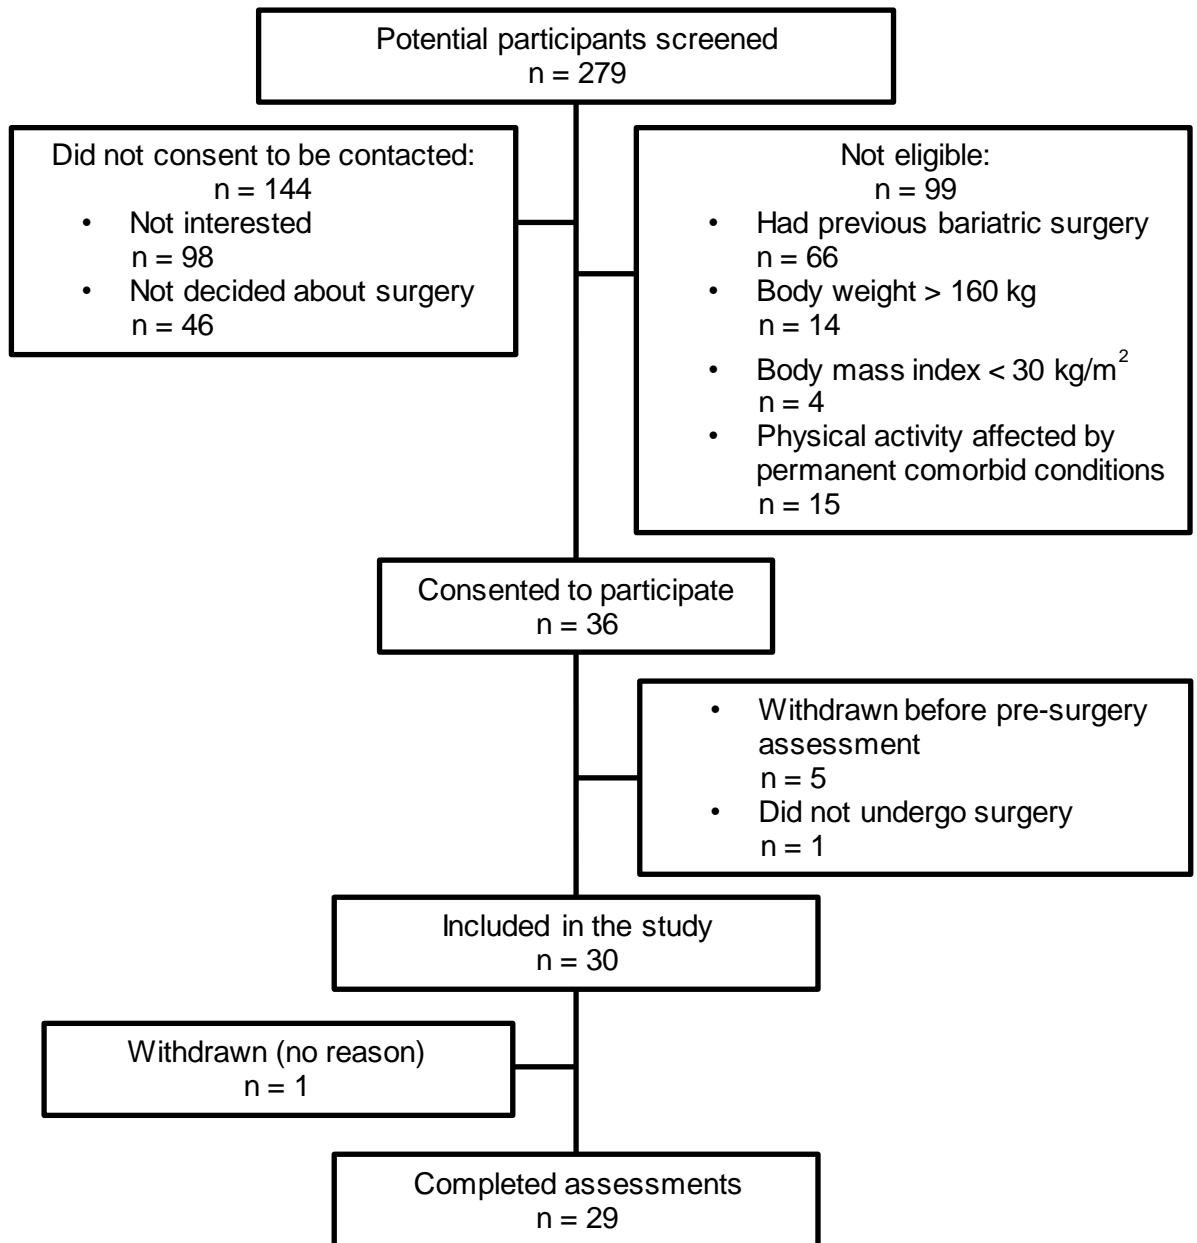 Potential participants screened
n = 279
Did not consent to be contacted:
n = 144
• Not interested
n = 98
• Not decided about surgery
n = 46
Not eligible:
n = 99
• Had previous bariatric surgery
n = 66
• Body weight > 160 kg
n = 14
• Body mass index < 30 kg/m²
n = 4
• Physical activity affected by
permanent comorbid conditions
n = 15
Consented to participate
n = 36
• Withdrawn before pre-surgery
assessment
n = 5
• Did not undergo surgery
n = 1
Included in the study
n = 30
Withdrawn (no reason)
n = 1
Completed assessments
n = 29